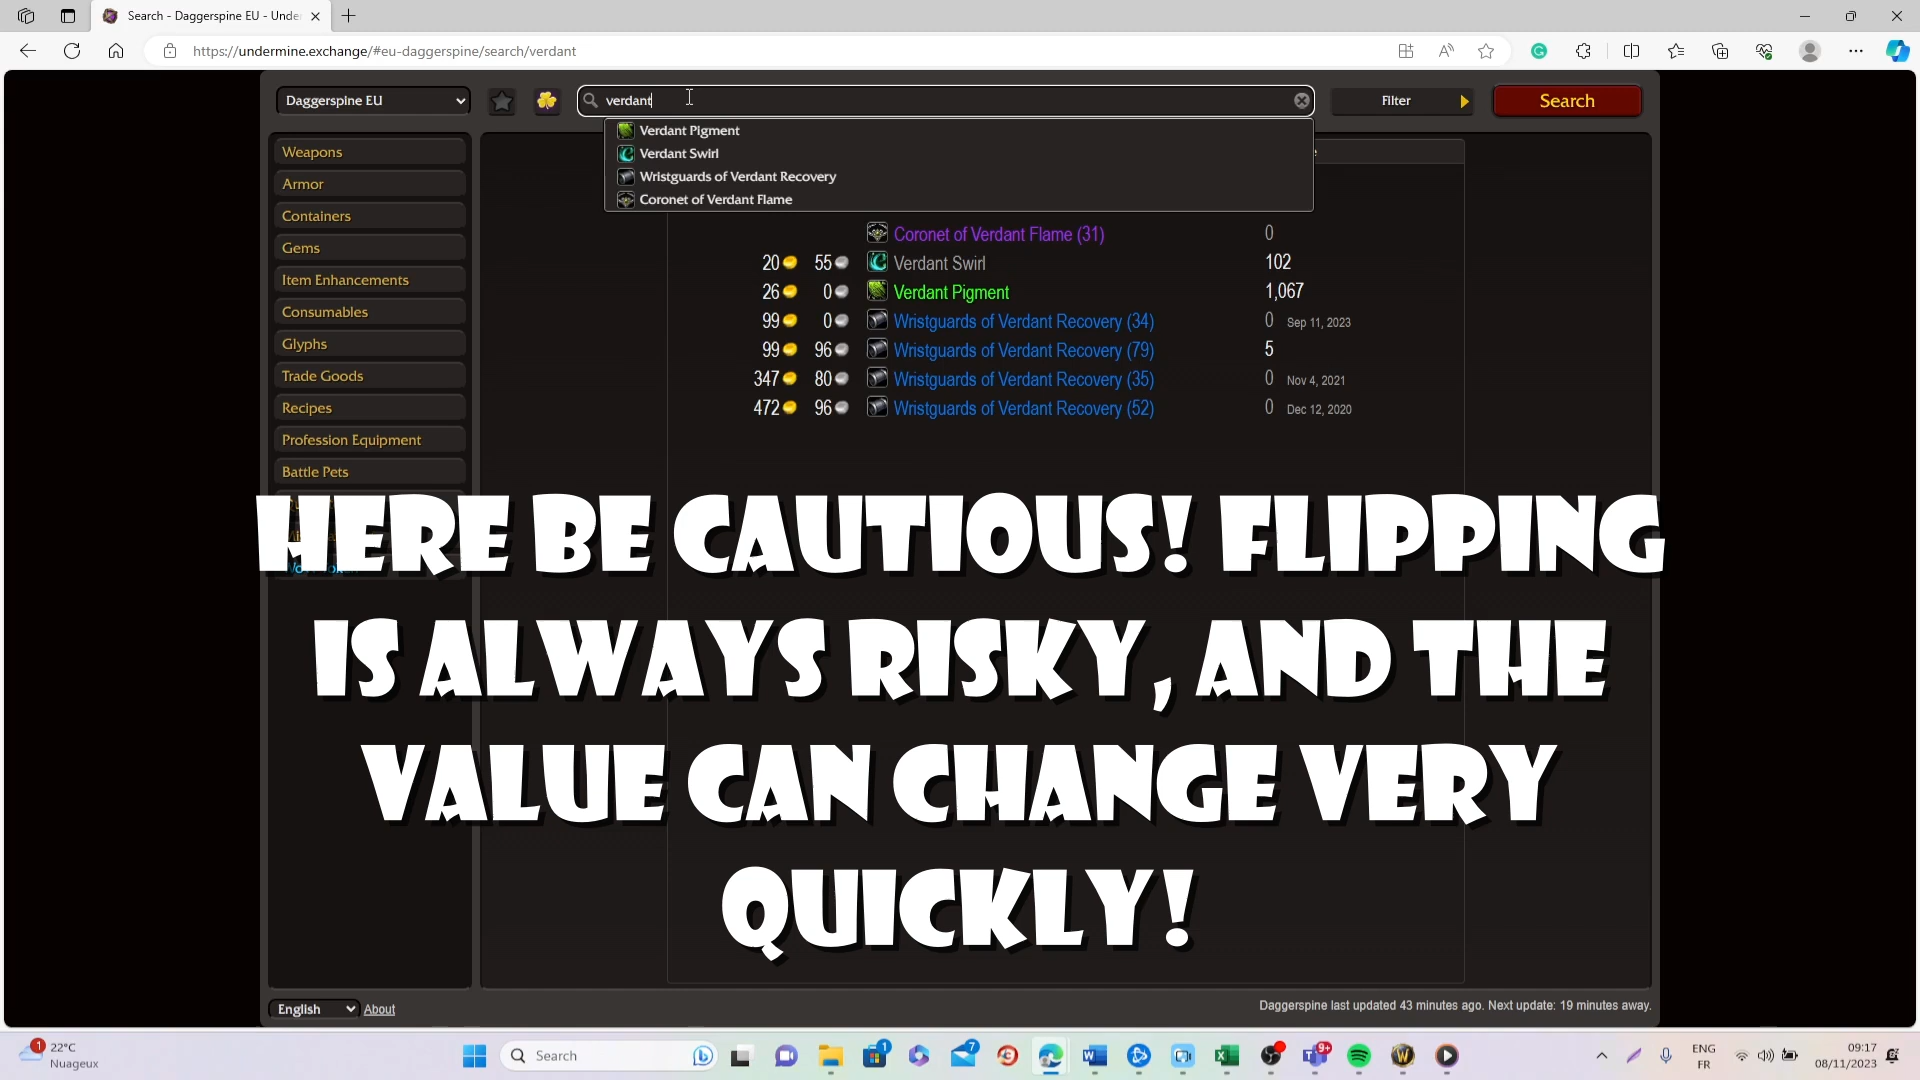 Search - Daggerspine EU - Unde
https://undermine.exchange/#eu-daggerspine/search/verdant
Daggerspine EU
verdant
Filter
Search
Verdant Pigment
Verdant Swirl
Wristguards of Verdant Recovery
Coronet of Verdant Flame
Weapons
Armor
Containers
Gems
Item Enhancements
Consumables
Glyphs
Trade Goods
Recipes
Profession Equipment
Battle Pets
Coronet of Verdant Flame (31) 0
20 55 Verdant Swirl 102
26 0 Verdant Pigment 1,067
99 0 Wristguards of Verdant Recovery (34) 0 Sep 11, 2023
99 96 Wristguards of Verdant Recovery (79) 5
347 80 Wristguards of Verdant Recovery (35) 0 Nov 4, 2021
472 96 Wristguards of Verdant Recovery (52) 0 Dec 12, 2020
HERE BE CAUTIOUS! FLIPPING
IS ALWAYS RISKY, AND THE
VALUE CAN CHANGE VERY
QUICKLY!
English About
Daggerspine last updated 43 minutes ago. Next update: 19 minutes away.
1
22°C
Nuageux
Search
1
7
9+
ENG
FR
09:17
08/11/2023